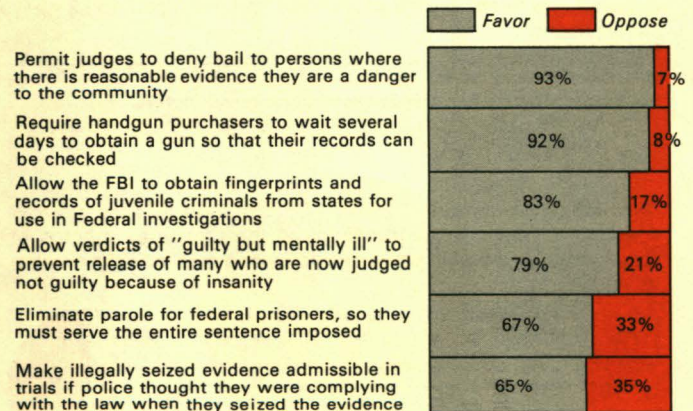 Favor Oppose
Permit judges to deny bail to persons where
there is reasonable evidence they are a danger
to the community
93% 7%
Require handgun purchasers to wait several
days to obtain a gun so that their records can
be checked
92% 8%
Allow the FBI to obtain fingerprints and
records of juvenile criminals from states for
use in Federal investigations
83% 17%
Allow verdicts of "guilty but mentally ill" to
prevent release of many who are now judged
not guilty because of insanity
79% 21%
Eliminate parole for federal prisoners, so they
must serve the entire sentence imposed
67% 33%
Make illegally seized evidence admissible in
trials if police thought they were complying
with the law when they seized the evidence
65% 35%